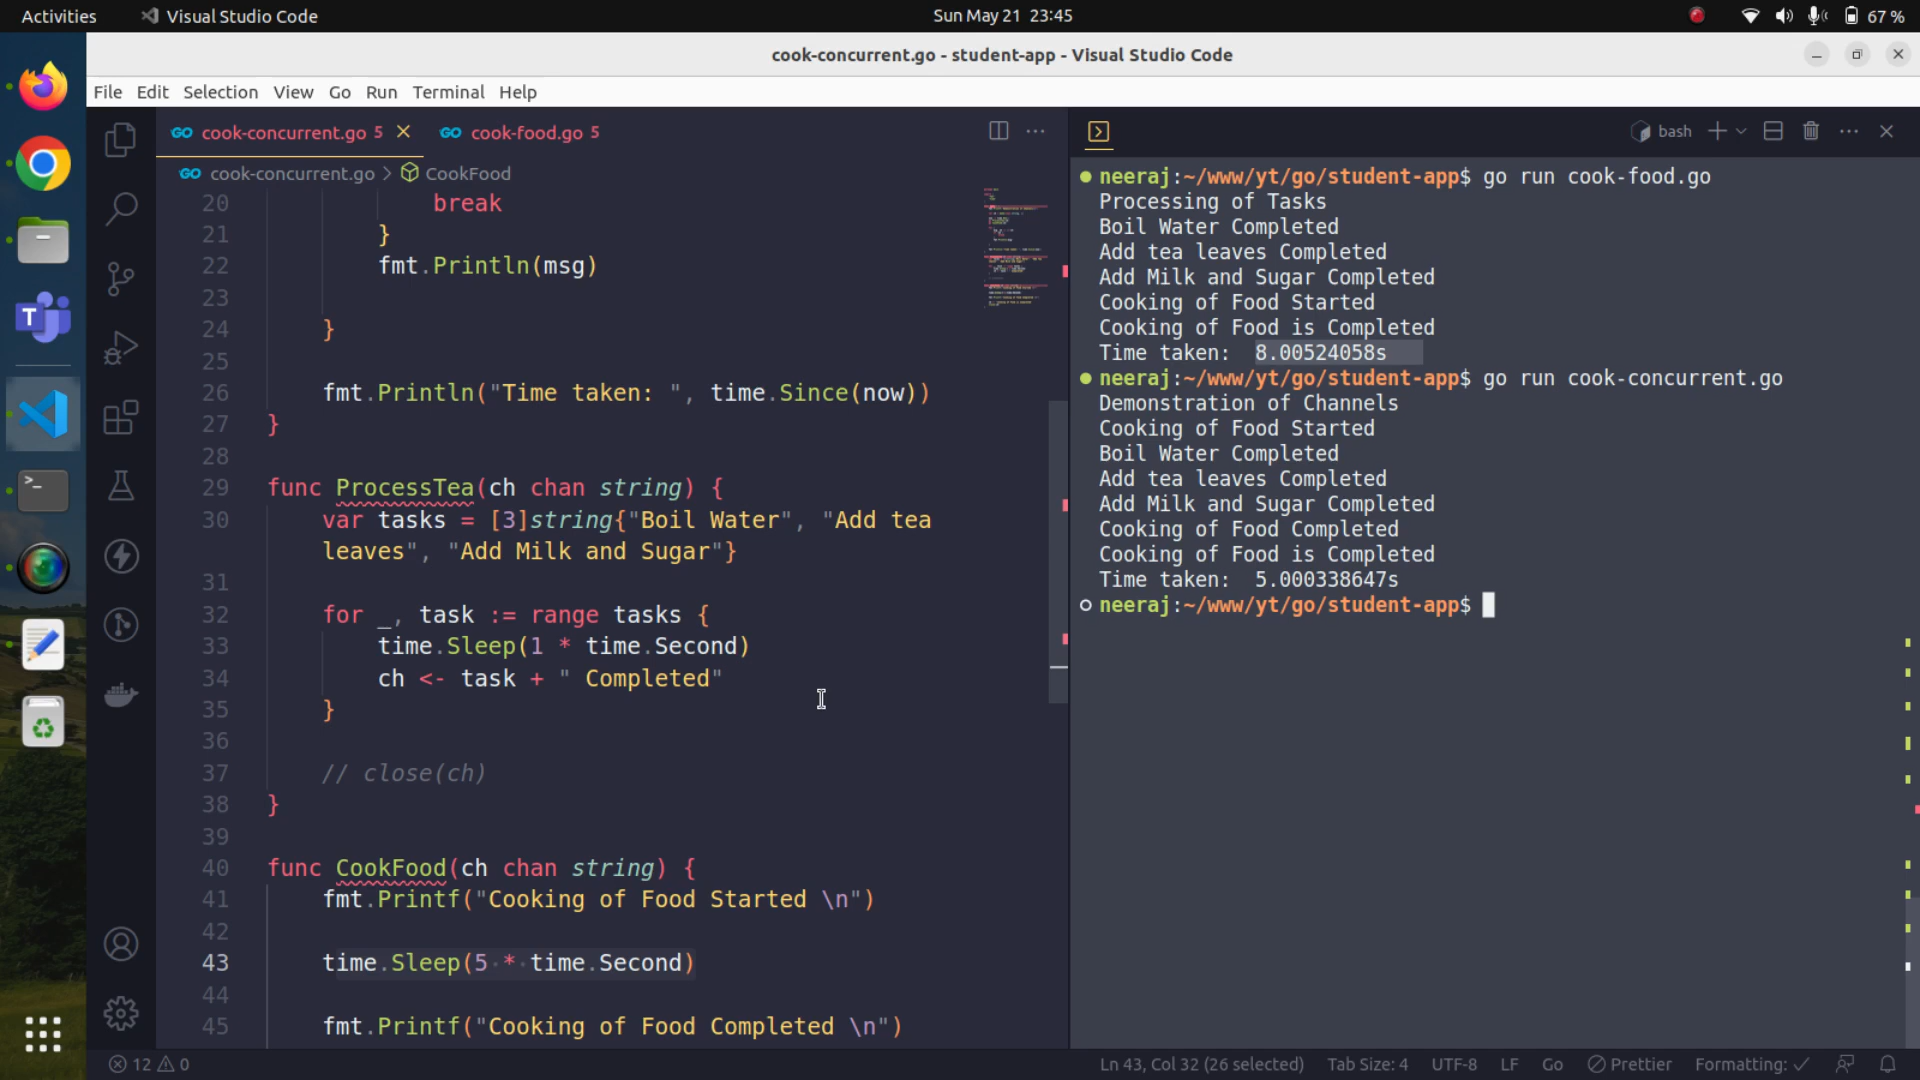 Activities
Visual Studio Code
Sun May 21 23:45
67 %
cook-concurrent.go - student-app - Visual Studio Code
File Edit Selection View Go Run Terminal Help
GO cook-concurrent.go 5
GO cook-food.go 5
bash
GO cook-concurrent.go > CookFood
20 break
21 }
22 fmt.Println(msg)
23
24 }
25
26 fmt.Println("Time taken: ", time.Since(now))
27 }
28
29 func ProcessTea(ch chan string) {
30 var tasks = [3]string{"Boil Water", "Add tea
leaves", "Add Milk and Sugar"}
31
32 for _, task := range tasks {
33 time.Sleep(1 * time.Second)
34 ch <- task + " Completed"
35 }
36
37 // close(ch)
38 }
39
40 func CookFood(ch chan string) {
41 fmt.Printf("Cooking of Food Started \n")
42
43 time.Sleep(5 * time.Second)
44
45 fmt.Printf("Cooking of Food Completed \n")
neeraj:~/www/yt/go/student-app$ go run cook-food.go
Processing of Tasks
Boil Water Completed
Add tea leaves Completed
Add Milk and Sugar Completed
Cooking of Food Started
Cooking of Food is Completed
Time taken:  8.00524058s
neeraj:~/www/yt/go/student-app$ go run cook-concurrent.go
Demonstration of Channels
Cooking of Food Started
Boil Water Completed
Add tea leaves Completed
Add Milk and Sugar Completed
Cooking of Food Completed
Cooking of Food is Completed
Time taken:  5.000338647s
neeraj:~/www/yt/go/student-app$
12 0
Ln 43, Col 32 (26 selected) Tab Size: 4 UTF-8 LF Go Prettier Formatting: ✓